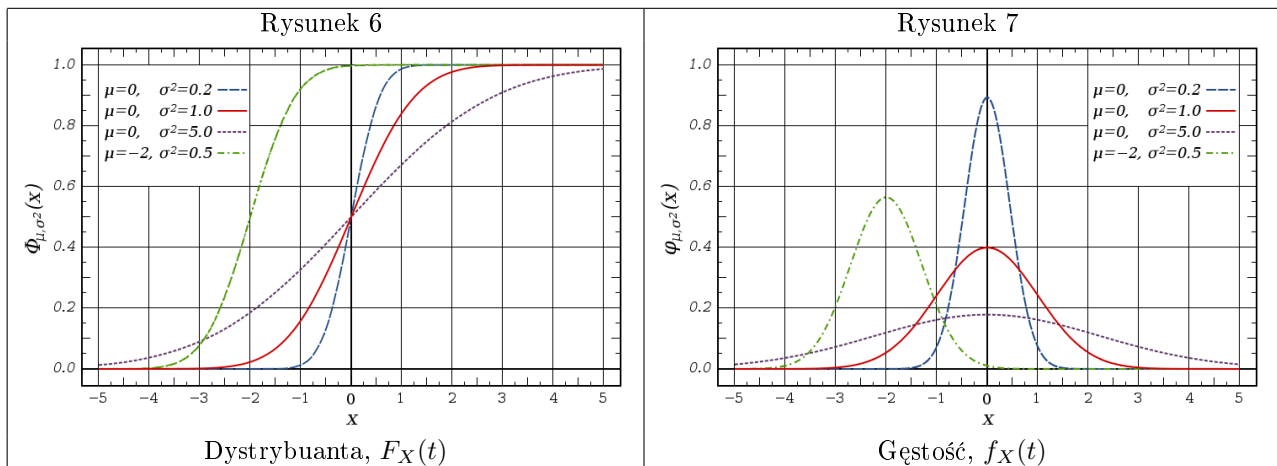 Rysunek 6
1.0
0.8
0.6
0.4
0.2
0.0
Φμ,σ²(x)
μ=0, σ²=0.2
μ=0, σ²=1.0
μ=0, σ²=5.0
μ=−2, σ²=0.5
−5 −4 −3 −2 −1 0 1 2 3 4 5
x
Dystrybuanta, F_X(t)
Rysunek 7
1.0
0.8
0.6
0.4
0.2
0.0
φμ,σ²(x)
μ=0, σ²=0.2
μ=0, σ²=1.0
μ=0, σ²=5.0
μ=−2, σ²=0.5
−5 −4 −3 −2 −1 0 1 2 3 4 5
x
Gęstość, f_X(t)